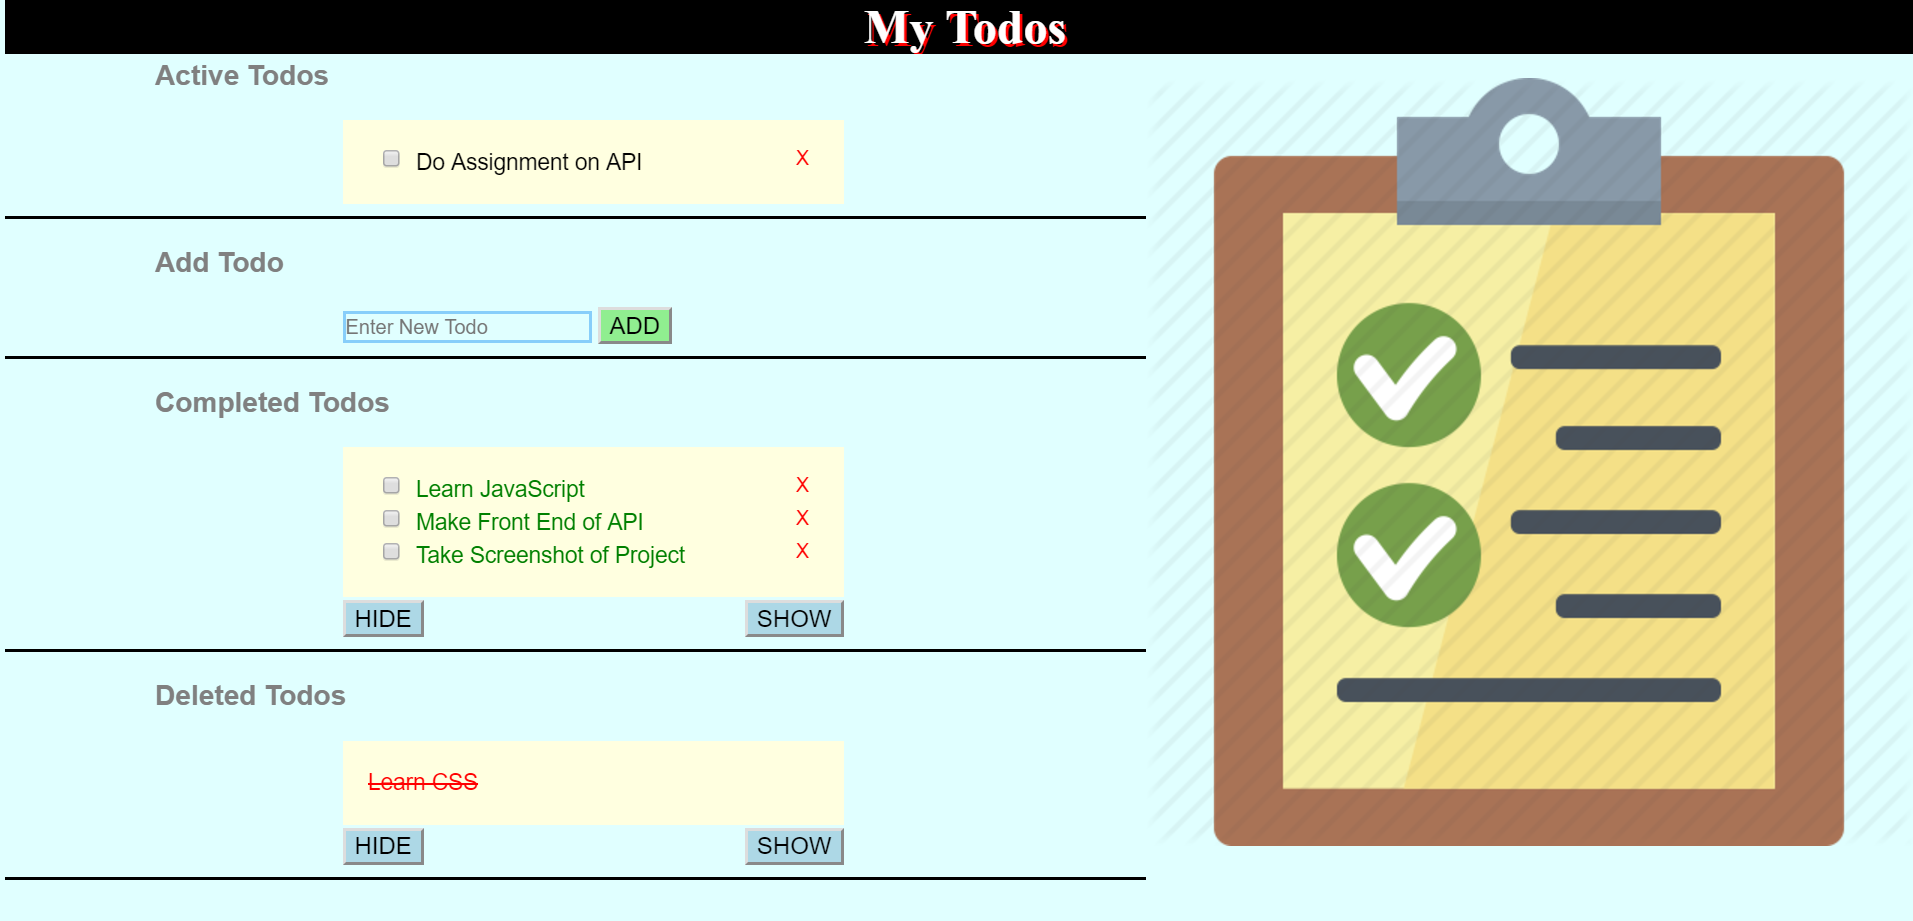 My Todos
Active Todos
Do Assignment on API X
Add Todo
Enter New Todo ADD
Completed Todos
Learn JavaScript X
Make Front End of API X
Take Screenshot of Project X
HIDE SHOW
Deleted Todos
Learn CSS
HIDE SHOW